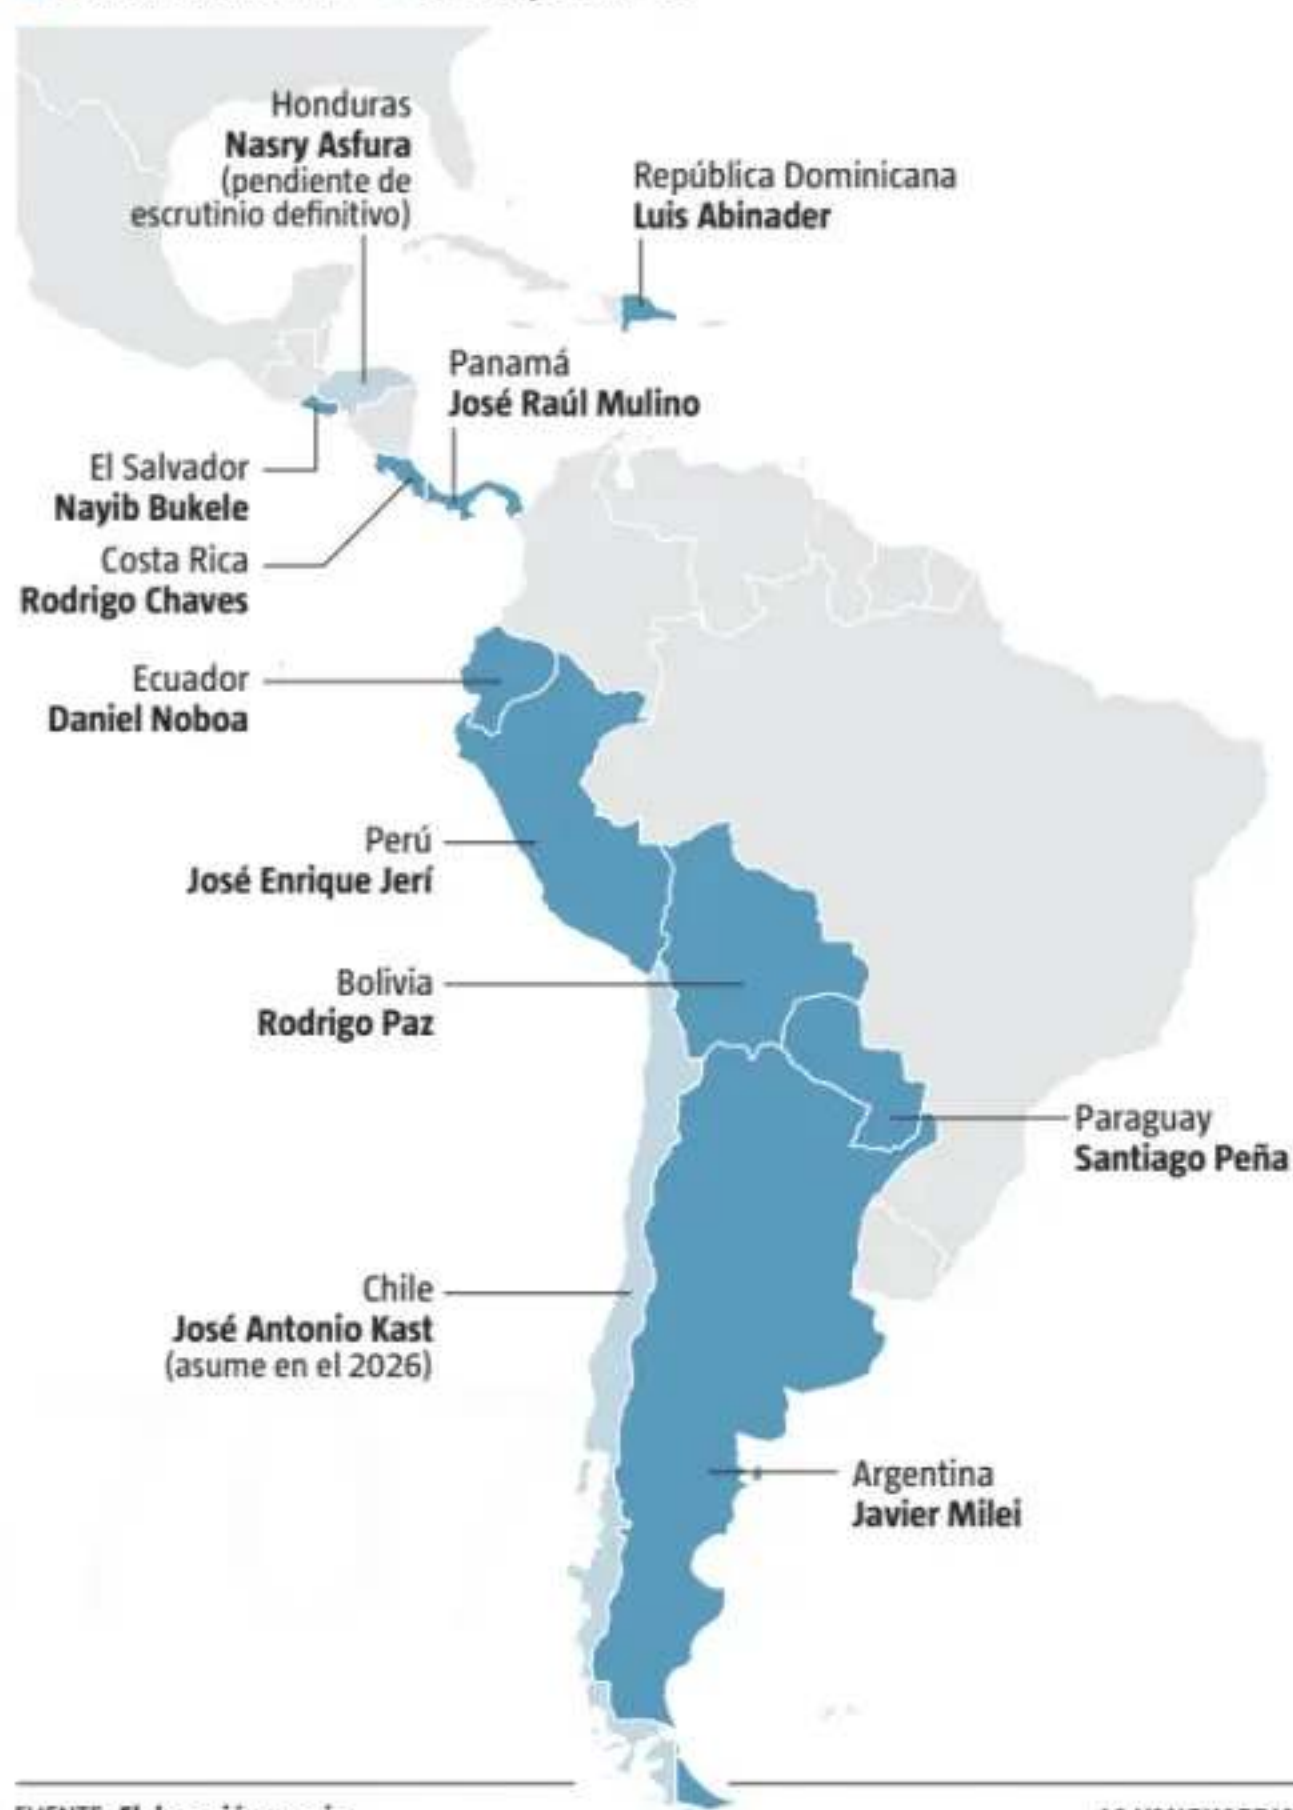 Honduras
Nasry Asfura
(pendiente de
escrutinio definitivo)
República Dominicana
Luis Abinader
Panamá
José Raúl Mulino
El Salvador
Nayib Bukele
Costa Rica
Rodrigo Chaves
Ecuador
Daniel Noboa
Perú
José Enrique Jerí
Bolivia
Rodrigo Paz
Paraguay
Santiago Peña
Chile
José Antonio Kast
(asume en el 2026)
Argentina
Javier Milei